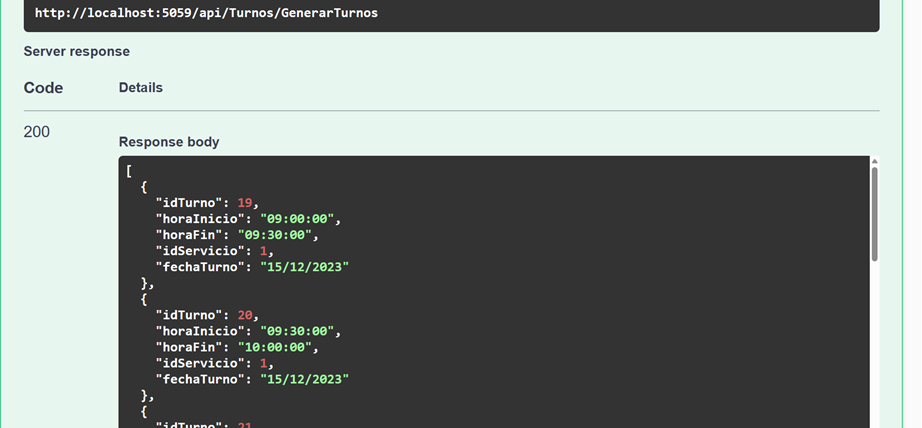 http://localhost:5059/api/Turnos/GenerarTurnos
Server response
Code Details
200
Response body
[
{
"idTurno": 19,
"horaInicio": "09:00:00",
"horaFin": "09:30:00",
"idServicio": 1,
"fechaTurno": "15/12/2023"
},
{
"idTurno": 20,
"horaInicio": "09:30:00",
"horaFin": "10:00:00",
"idServicio": 1,
"fechaTurno": "15/12/2023"
},
{
"idTurno": 21,